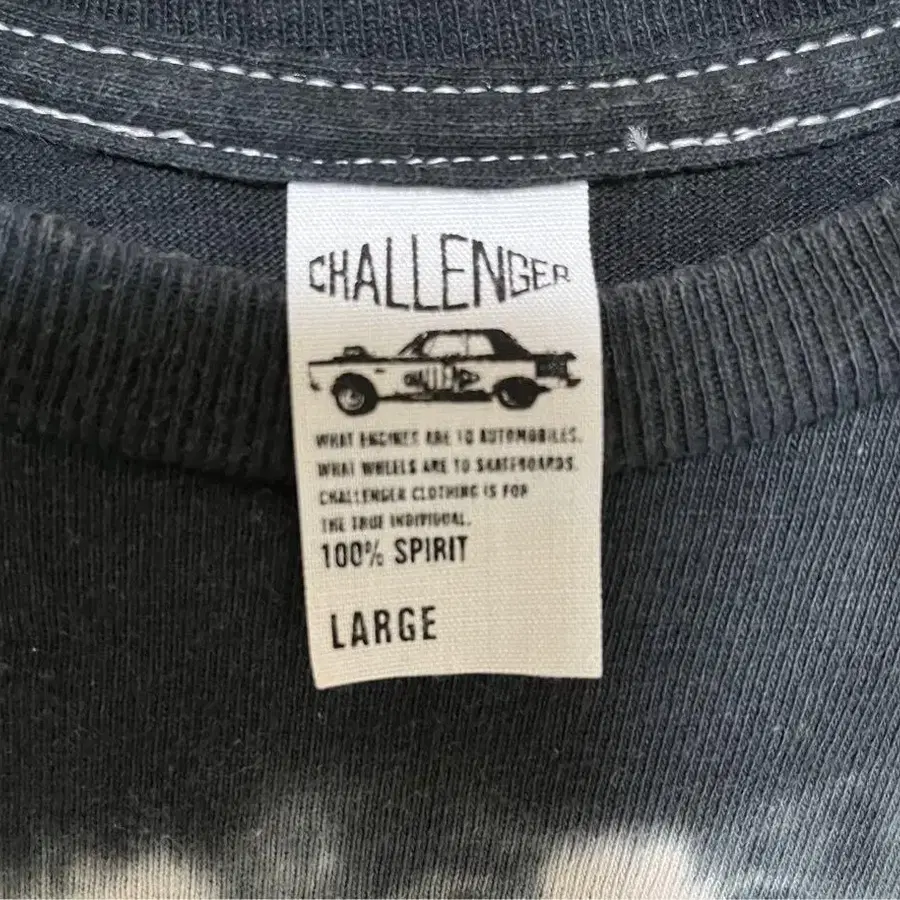 CHALLENGER
CHALLENGER
WHAT ENGINES ARE TO AUTOMOBILES.
WHAT WHEELS ARE TO SKATEBOARDS.
CHALLENGER CLOTHING IS FOR
THE TRUE INDIVIDUAL.
100% SPIRIT
LARGE